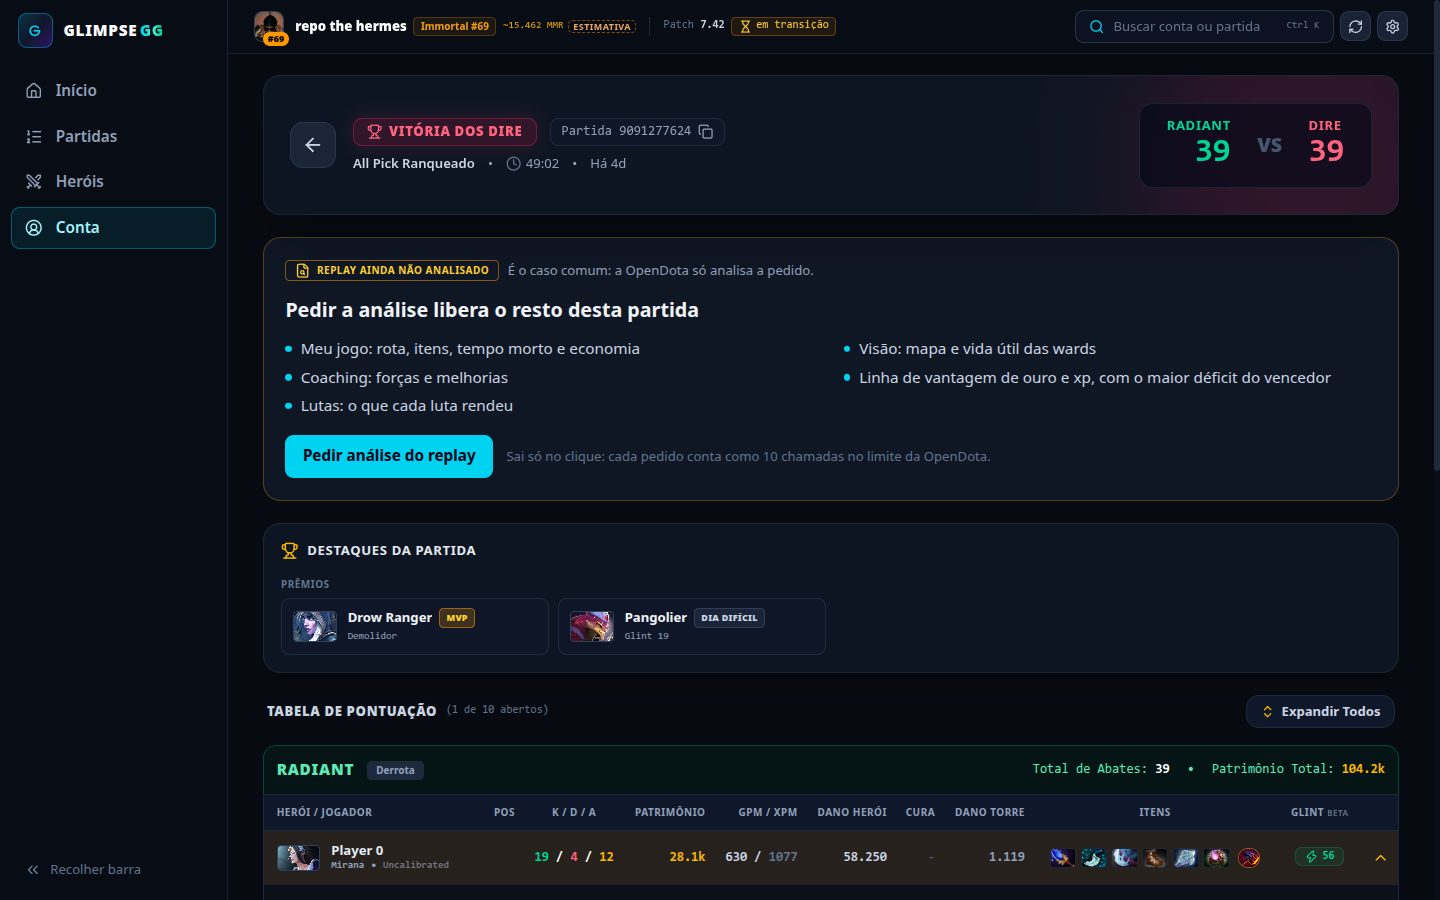 GLIMPSE GG
Início
Partidas
Heróis
Conta
Recolher barra
#69
repo the hermes
Immortal #69
~15.462 MMR
ESTIMATIVA
Patch 7.42
em transição
Buscar conta ou partida
Ctrl K
VITÓRIA DOS DIRE
Partida 9091277624
All Pick Ranqueado • 49:02 • Há 4d
RADIANT
39
VS
DIRE
39
REPLAY AINDA NÃO ANALISADO
É o caso comum: a OpenDota só analisa a pedido.
Pedir a análise libera o resto desta partida
Meu jogo: rota, itens, tempo morto e economia
Visão: mapa e vida útil das wards
Coaching: forças e melhorias
Linha de vantagem de ouro e xp, com o maior déficit do vencedor
Lutas: o que cada luta rendeu
Pedir análise do replay
Sai só no clique: cada pedido conta como 10 chamadas no limite da OpenDota.
DESTAQUES DA PARTIDA
PRÊMIOS
Drow Ranger MVP
Demolidor
Pangolier DIA DIFÍCIL
Glint 19
TABELA DE PONTUAÇÃO (1 de 10 abertos)
Expandir Todos
RADIANT Derrota
Total de Abates: 39 • Patrimônio Total: 104.2k
HERÓI / JOGADOR POS K / D / A PATRIMÔNIO GPM / XPM DANO HERÓI CURA DANO TORRE ITENS GLINT BETA
Player 0
Mirana • Uncalibrated
19 / 4 / 12 28.1k 630 / 1077 58.250 - 1.119 56